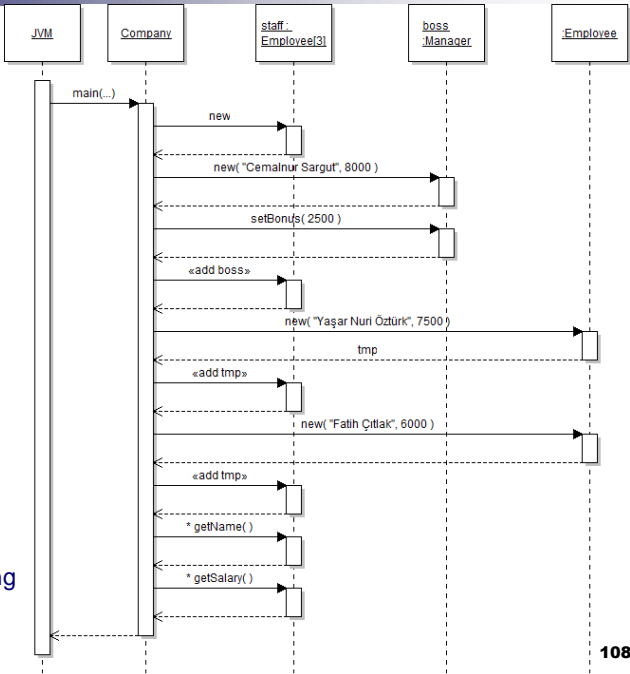 JVM
Company
staff :
Employee[3]
boss
:Manager
:Employee
main(...)
new
new( "Cemalnur Sargut", 8000 )
setBonus( 2500 )
«add boss»
new( "Yaşar Nuri Öztürk", 7500 )
tmp
«add tmp»
new( "Fatih Çıtlak", 6000 )
«add tmp»
* getName( )
* getSalary( )
108